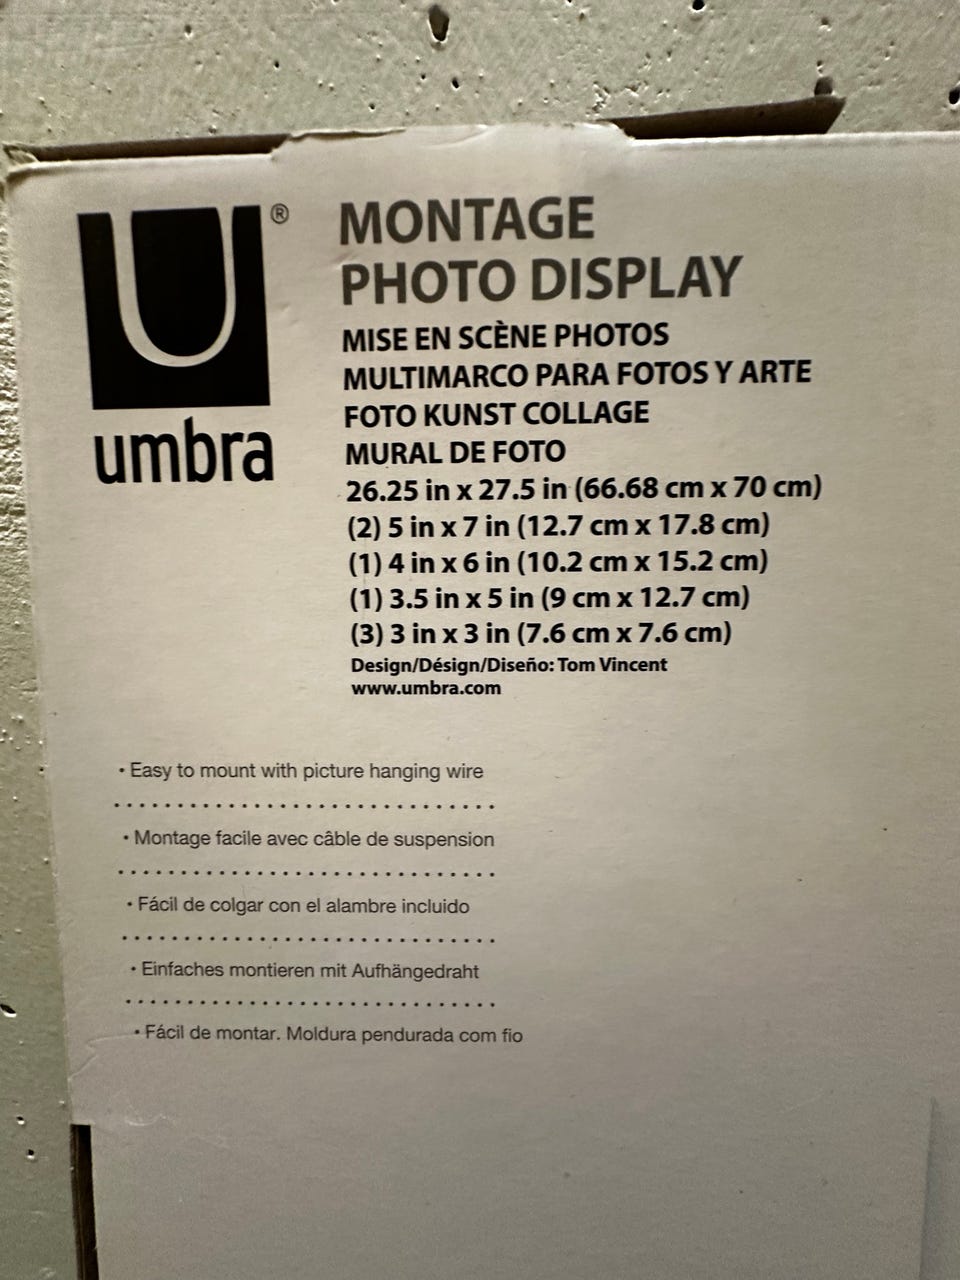 U®
umbra
MONTAGE
PHOTO DISPLAY
MISE EN SCÈNE PHOTOS
MULTIMARCO PARA FOTOS Y ARTE
FOTO KUNST COLLAGE
MURAL DE FOTO
26.25 in x 27.5 in (66.68 cm x 70 cm)
(2) 5 in x 7 in (12.7 cm x 17.8 cm)
(1) 4 in x 6 in (10.2 cm x 15.2 cm)
(1) 3.5 in x 5 in (9 cm x 12.7 cm)
(3) 3 in x 3 in (7.6 cm x 7.6 cm)
Design/Désign/Diseño: Tom Vincent
www.umbra.com
• Easy to mount with picture hanging wire
• Montage facile avec câble de suspension
• Fácil de colgar con el alambre incluido
• Einfaches montieren mit Aufhängedraht
• Fácil de montar. Moldura pendurada com fio